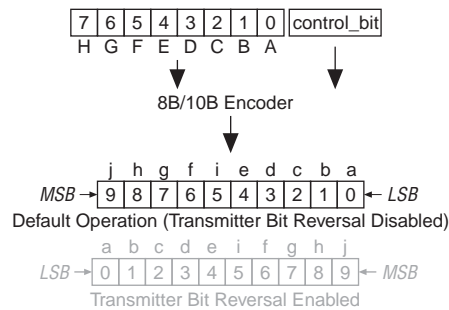 7 6 5 4 3 2 1 0 control_bit
H G F E D C B A
8B/10B Encoder
j h g f i e d c b a
MSB 9 8 7 6 5 4 3 2 1 0 LSB
Default Operation (Transmitter Bit Reversal Disabled)
a b c d e i f g h j
LSB 0 1 2 3 4 5 6 7 8 9 MSB
Transmitter Bit Reversal Enabled